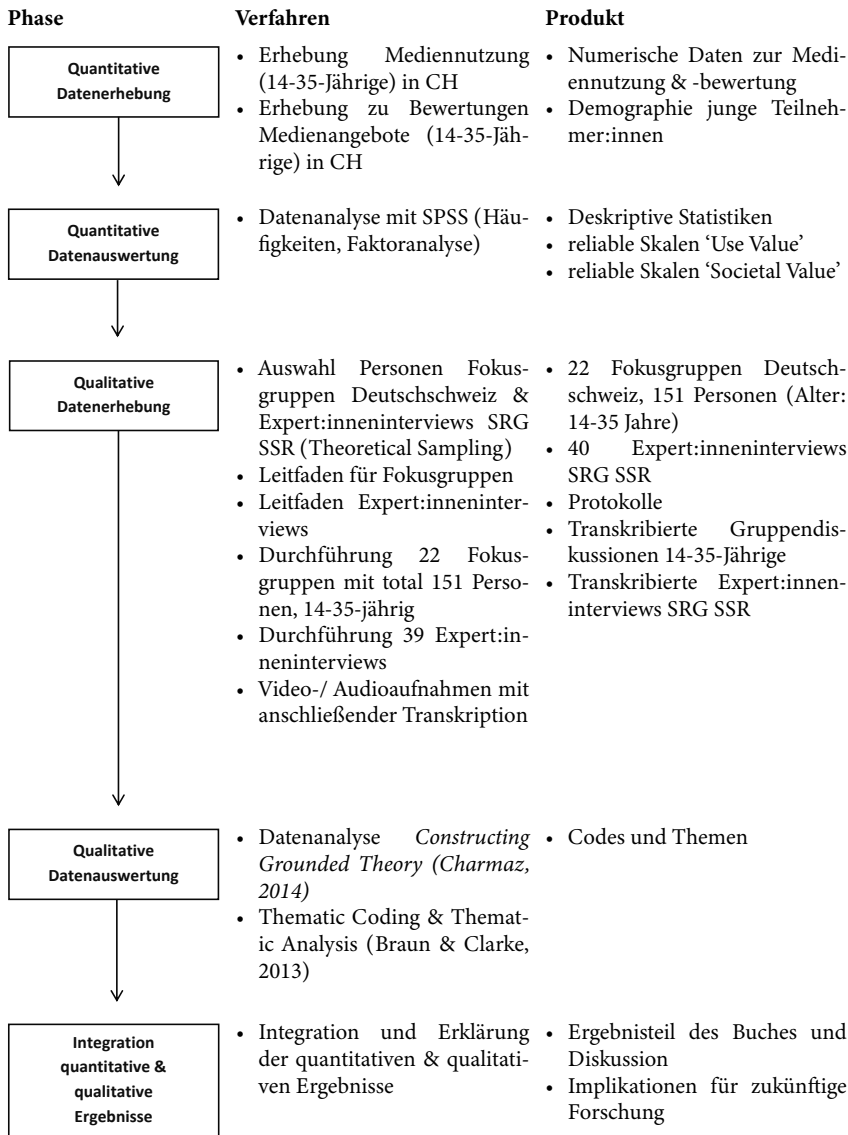 Phase
Verfahren
Produkt
Quantitative
Datenerhebung
• Erhebung Mediennutzung
(14-35-Jährige) in CH
• Erhebung zu Bewertungen
Medienangebote (14-35-Jäh-
rige) in CH
• Numerische Daten zur Medi-
ennutzung & -bewertung
• Demographie junge Teilneh-
mer:innen
Quantitative
Datenauswertung
• Datenanalyse mit SPSS (Häu-
figkeiten, Faktoranalyse)
• Deskriptive Statistiken
• reliable Skalen ‘Use Value’
• reliable Skalen ‘Societal Value’
Qualitative
Datenerhebung
• Auswahl Personen Fokus-
gruppen Deutschschweiz &
Expert:inneninterviews SRG
SSR (Theoretical Sampling)
• Leitfaden für Fokusgruppen
• Leitfaden Expert:inneninter-
views
• Durchführung 22 Fokus-
gruppen mit total 151 Perso-
nen, 14-35-jährig
• Durchführung 39 Expert:in-
neninterviews
• Video-/ Audioaufnahmen mit
anschließender Transkription
• 22 Fokusgruppen Deutsch-
schweiz, 151 Personen (Alter:
14-35 Jahre)
• 40 Expert:inneninterviews
SRG SSR
• Protokolle
• Transkribierte Gruppendis-
kussionen 14-35-Jährige
• Transkribierte Expert:innen-
interviews SRG SSR
Qualitative
Datenauswertung
• Datenanalyse Constructing
Grounded Theory (Charmaz,
2014)
• Thematic Coding & Themat-
ic Analysis (Braun & Clarke,
2013)
• Codes und Themen
Integration
quantitative &
qualitative
Ergebnisse
• Integration und Erklärung
der quantitativen & qualitati-
ven Ergebnisse
• Ergebnisteil des Buches und
Diskussion
• Implikationen für zukünftige
Forschung